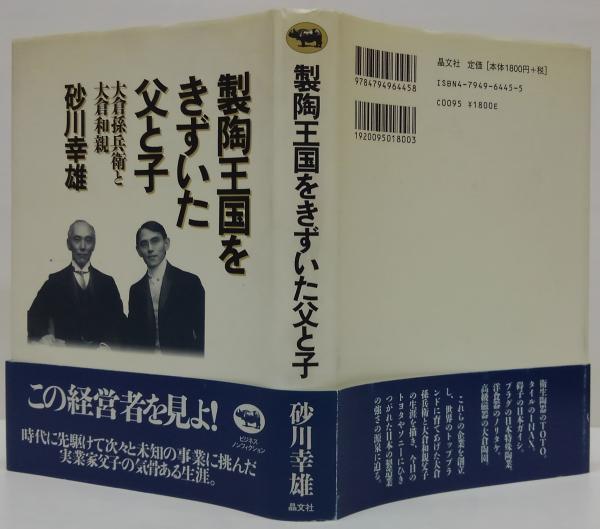 製陶王国を
きずいた
父と子
大倉孫兵衛と
大倉和親
砂川幸雄
この経営者を見よ!
ビジネス
ノンフィクション
時代に先駆けて次々と未知の事業に挑んだ
実業家父子の気骨ある生涯。
製陶王国をきずいた父と子
砂川幸雄
晶文社
9784794964458
1920095018003
晶文社 定価[本体1800円+税]
ISBN4-7949-6445-5
C0095 ¥1800E
衛生陶器のTOTO。
タイルのINAX。
碍子の日本ガイシ。
プラグの日本特殊陶業。
洋食器のノリタケ。
高級磁器の大倉陶園。
これらの企業を創立
し、世界のトップブラ
ンドに育てあげた大倉
孫兵衛と大倉和親父子
の生涯を描き、今日の
トヨタやソニーにひき
つがれた日本の製造業
の強さの源泉に迫る。